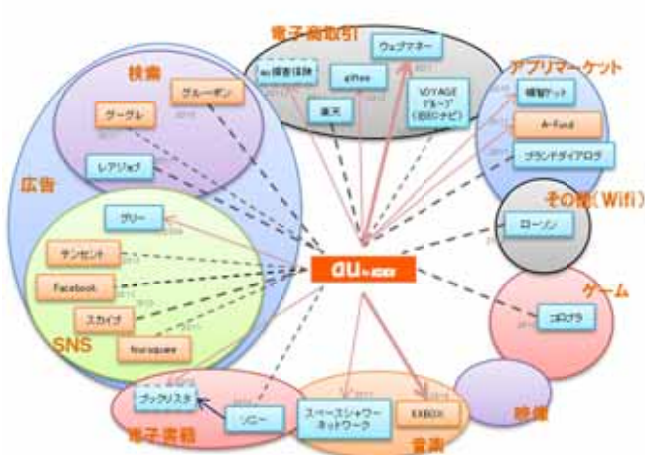 電子商取引
ウェブマネー
au損害保険
giftee
楽天
VOYAGE
グループ
(旧ECナビ)
アプリマーケット
頓智ドット
A-Fund
ブランドダイアログ
検索
グルーポン
グーグル
レアジョブ
広告
グリー
テンセント
Facebook
スカイプ
foursquare
SNS
au by KDDI
その他(Wifi)
ローソン
ゲーム
コロプラ
映像
ブックリスタ
ソニー
電子書籍
スペースシャワー
ネットワーク
KKBOX
音楽